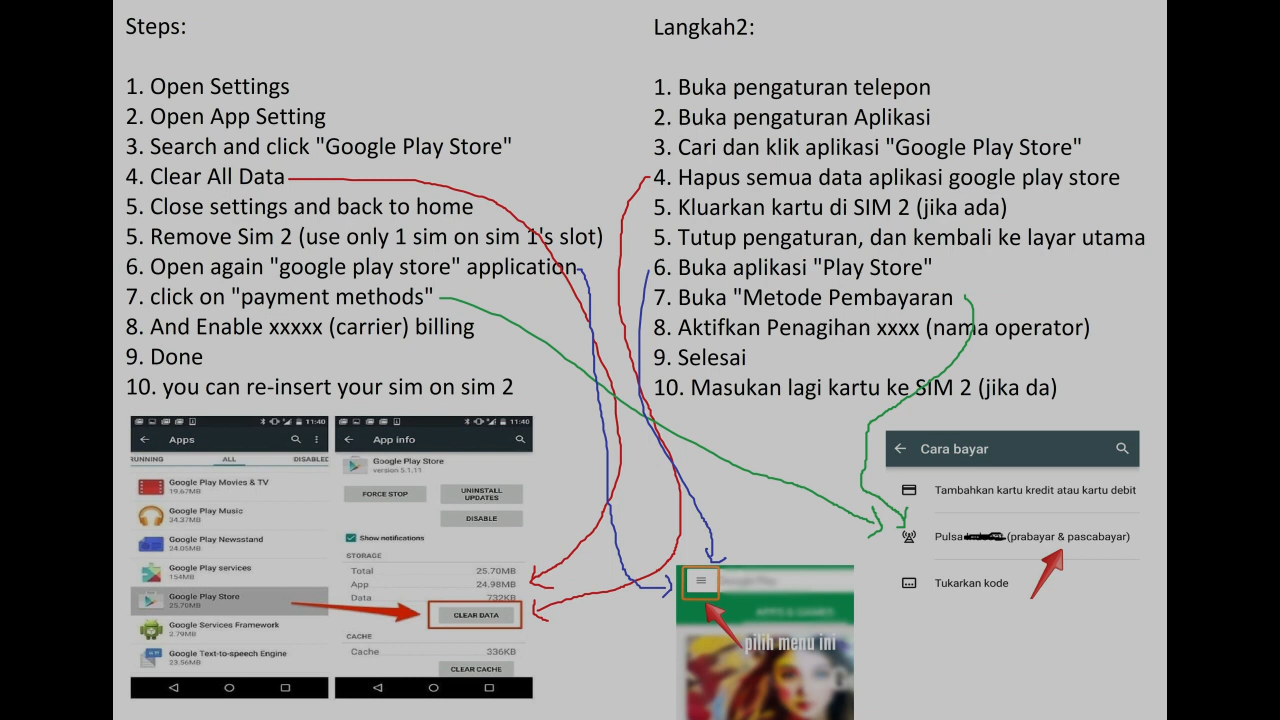 Steps:
1. Open Settings
2. Open App Setting
3. Search and click "Google Play Store"
4. Clear All Data
5. Close settings and back to home
5. Remove Sim 2 (use only 1 sim on sim 1's slot)
6. Open again "google play store" application
7. click on "payment methods"
8. And Enable xxxxx (carrier) billing
9. Done
10. you can re-insert your sim on sim 2
Langkah2:
1. Buka pengaturan telepon
2. Buka pengaturan Aplikasi
3. Cari dan klik aplikasi "Google Play Store"
4. Hapus semua data aplikasi google play store
5. Kluarkan kartu di SIM 2 (jika ada)
5. Tutup pengaturan, dan kembali ke layar utama
6. Buka aplikasi "Play Store"
7. Buka "Metode Pembayaran
8. Aktifkan Penagihan xxxx (nama operator)
9. Selesai
10. Masukan lagi kartu ke SIM 2 (jika da)
11:40
Apps
RUNNING ALL DISABLED
Google Play Movies & TV
19.67MB
Google Play Music
34.37MB
Google Play Newsstand
24.05MB
Google Play services
154MB
Google Play Store
25.70MB
Google Services Framework
2.79MB
Google Text-to-speech Engine
23.56MB
11:40
App info
Google Play Store
version 5.1.11
FORCE STOP
UNINSTALL
UPDATES
DISABLE
Show notifications
STORAGE
Total 25.70MB
App 24.98MB
Data 732KB
CLEAR DATA
CACHE
Cache 336KB
CLEAR CACHE
Google Play
APPS & GAMES
pilih menu ini
Cara bayar
Tambahkan kartu kredit atau kartu debit
Pulsa (prabayar & pascabayar)
Tukarkan kode